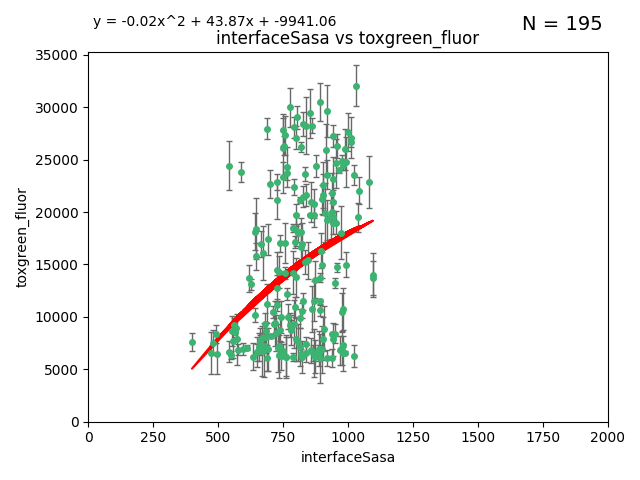 y = -0.02x^2 + 43.87x + -9941.06
N = 195
interfaceSasa vs toxgreen_fluor
35000
30000
25000
20000
15000
10000
5000
0
toxgreen_fluor
0 250 500 750 1000 1250 1500 1750 2000
interfaceSasa